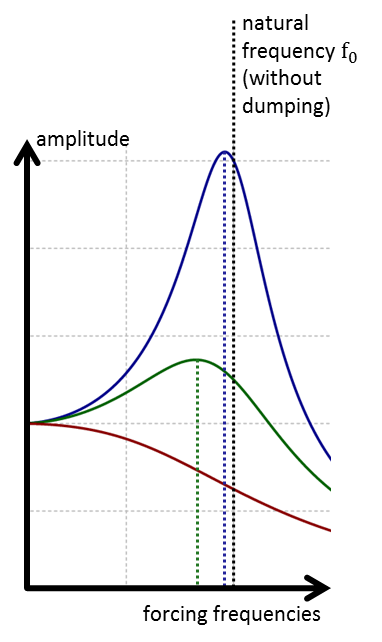 natural
frequency f₀
(without
dumping)
amplitude
forcing frequencies